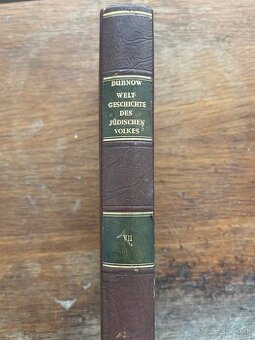 DUBNOW
WELT-
GESCHICHTE
DES
JÜDISCHEN
VOLKES
VII